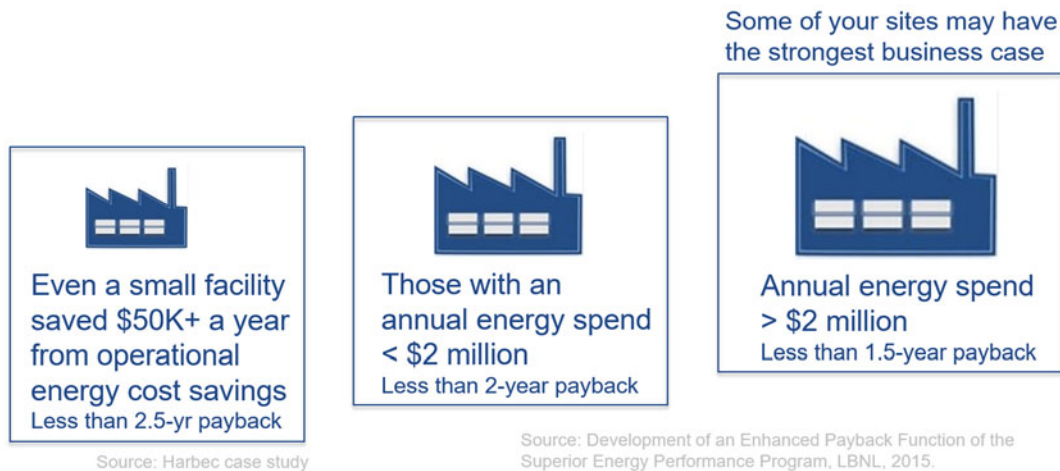 Some of your sites may have
the strongest business case
Even a small facility
saved $50K+ a year
from operational
energy cost savings
Less than 2.5-yr payback
Source: Harbec case study
Those with an
annual energy spend
< $2 million
Less than 2-year payback
Annual energy spend
> $2 million
Less than 1.5-year payback
Source: Development of an Enhanced Payback Function of the
Superior Energy Performance Program, LBNL, 2015.